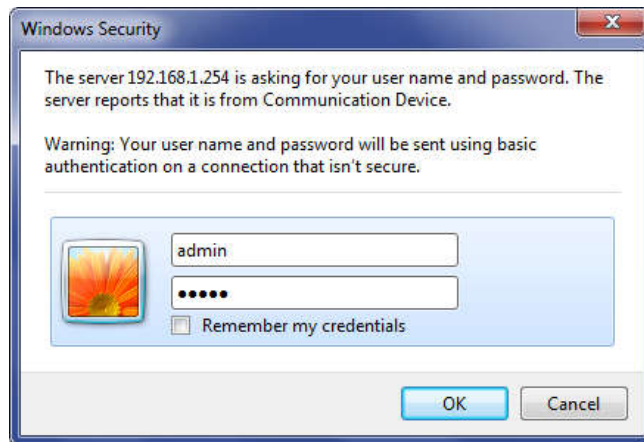 Windows Security
The server 192.168.1.254 is asking for your user name and password. The
server reports that it is from Communication Device.
Warning: Your user name and password will be sent using basic
authentication on a connection that isn't secure.
admin
●●●●●
Remember my credentials
OK
Cancel